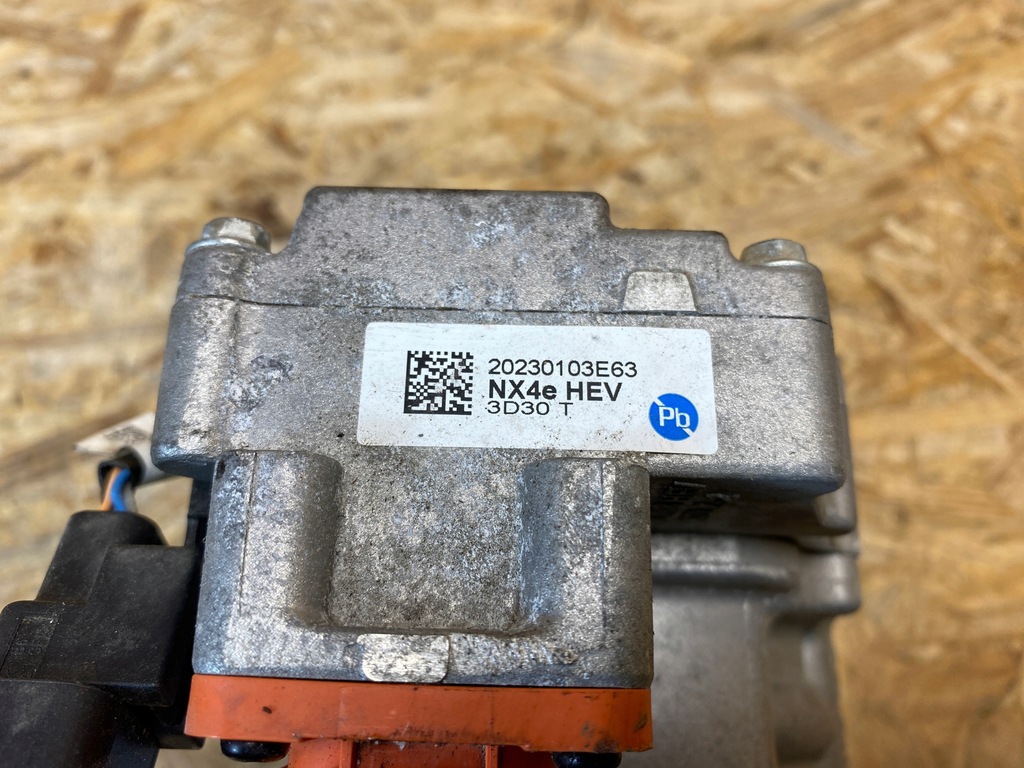 20230103E63
NX4e HEV
3D30 T
Pb